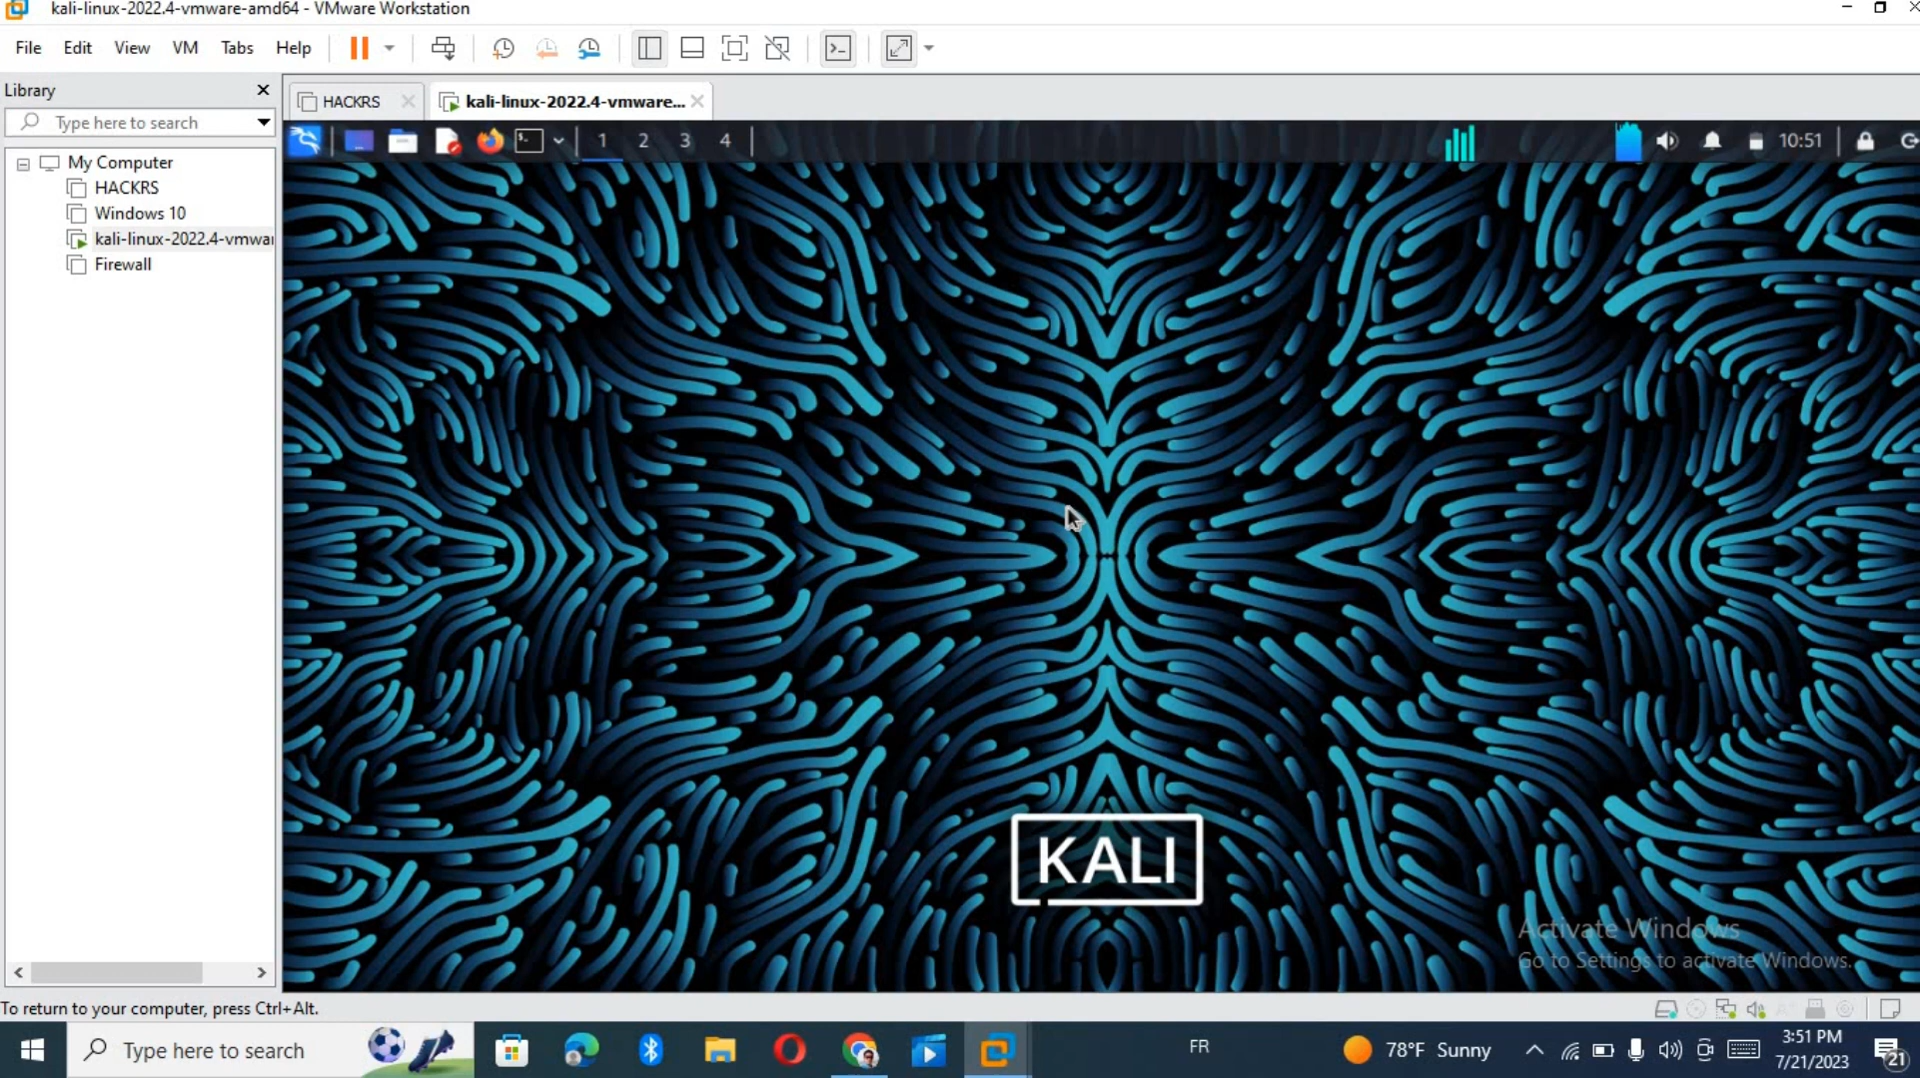 kali-linux-2022.4-vmware-amd64 - VMware Workstation
File Edit View VM Tabs Help
Library
Type here to search
My Computer
HACKRS
Windows 10
kali-linux-2022.4-vmwar
Firewall
HACKRS
kali-linux-2022.4-vmware...
1 2 3 4
10:51
KALI
Activate Windows
Go to Settings to activate Windows.
To return to your computer, press Ctrl+Alt.
Type here to search
FR
78°F Sunny
3:51 PM
7/21/2023
21